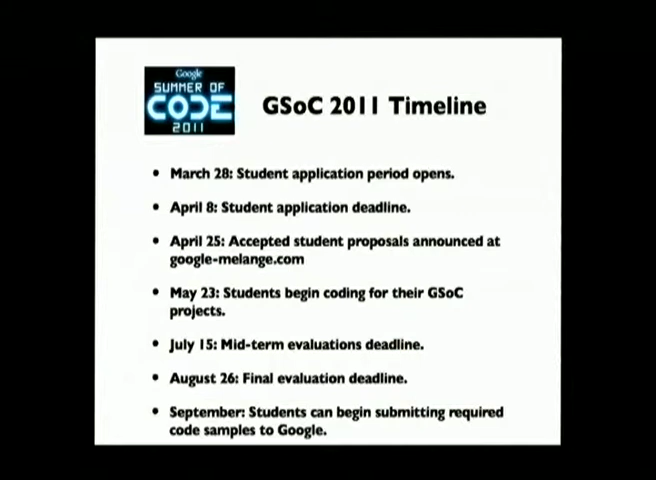 Google
SUMMER OF
CODE
2011
GSoC 2011 Timeline
• March 28: Student application period opens.
• April 8: Student application deadline.
• April 25: Accepted student proposals announced at
google-melange.com
• May 23: Students begin coding for their GSoC
projects.
• July 15: Mid-term evaluations deadline.
• August 26: Final evaluation deadline.
• September: Students can begin submitting required
code samples to Google.